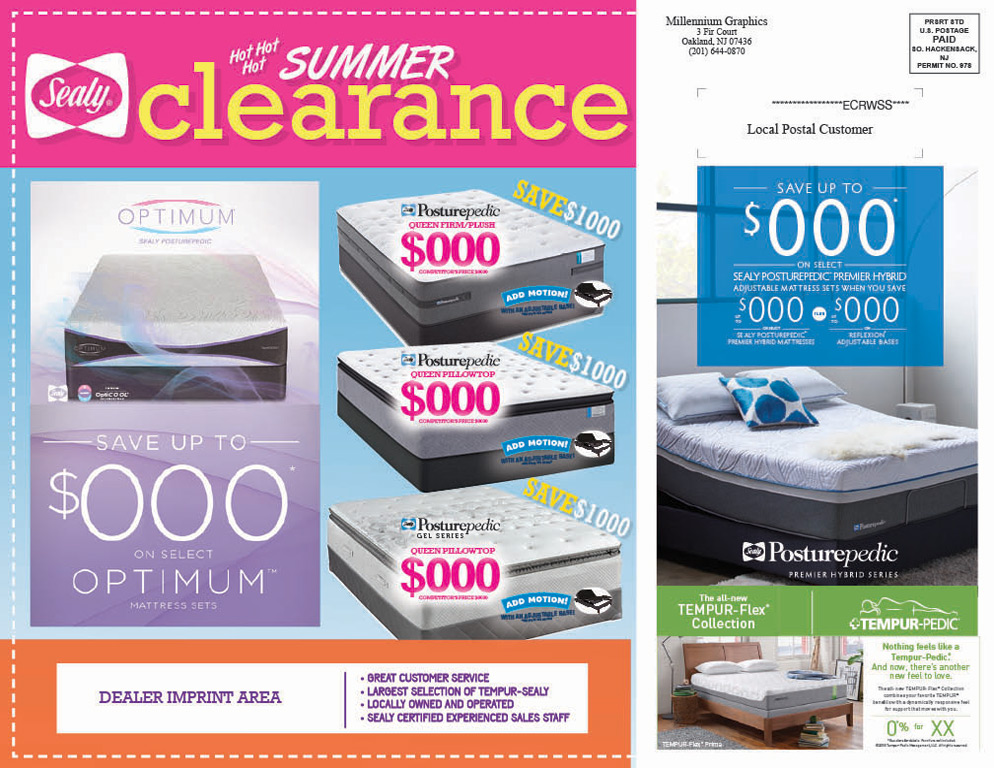 Sealy
Hot Hot
Hot
SUMMER
clearance
OPTIMUM
SEALY POSTUREPEDIC
OPTIMUM
OptiCOOL
SAVE UP TO
$000*
ON SELECT
OPTIMUM™
MATTRESS SETS
SAVE $1000
Posturepedic
QUEEN FIRM/PLUSH
$000
ADD MOTION!
WITH AN ADJUSTABLE BASE!
SAVE $1000
Posturepedic
QUEEN PILLOWTOP
$000
ADD MOTION!
WITH AN ADJUSTABLE BASE!
SAVE $1000
Posturepedic
GEL SERIES
QUEEN PILLOWTOP
$000
ADD MOTION!
WITH AN ADJUSTABLE BASE!
DEALER IMPRINT AREA
• GREAT CUSTOMER SERVICE
• LARGEST SELECTION OF TEMPUR-SEALY
• LOCALLY OWNED AND OPERATED
• SEALY CERTIFIED EXPERIENCED SALES STAFF
Millennium Graphics
3 Fir Court
Oakland, NJ 07436
(201) 644-0870
PRSRT STD
U.S. POSTAGE
PAID
SO. HACKENSACK,
NJ
PERMIT NO. 978
*****************ECRWSS****
Local Postal Customer
SAVE UP TO
$000*
ON SELECT
SEALY POSTUREPEDIC® PREMIER HYBRID
ADJUSTABLE MATTRESS SETS WHEN YOU SAVE
UP TO $000 PLUS UP TO $000
ON SELECT
SEALY POSTUREPEDIC®
PREMIER HYBRID MATTRESSES
ON
REFLEXION®
ADJUSTABLE BASES
Posturepedic
Sealy Posturepedic
PREMIER HYBRID SERIES
The all-new
TEMPUR-Flex®
Collection
TEMPUR-PEDIC®
Nothing feels like a
Tempur-Pedic.®
And now, there's another
new feel to love.
The all-new TEMPUR-Flex® Collection
combines your favorite TEMPUR®
benefits with a dynamically responsive feel
for support that moves with you.
0% for XX
TEMPUR-Flex® Prima